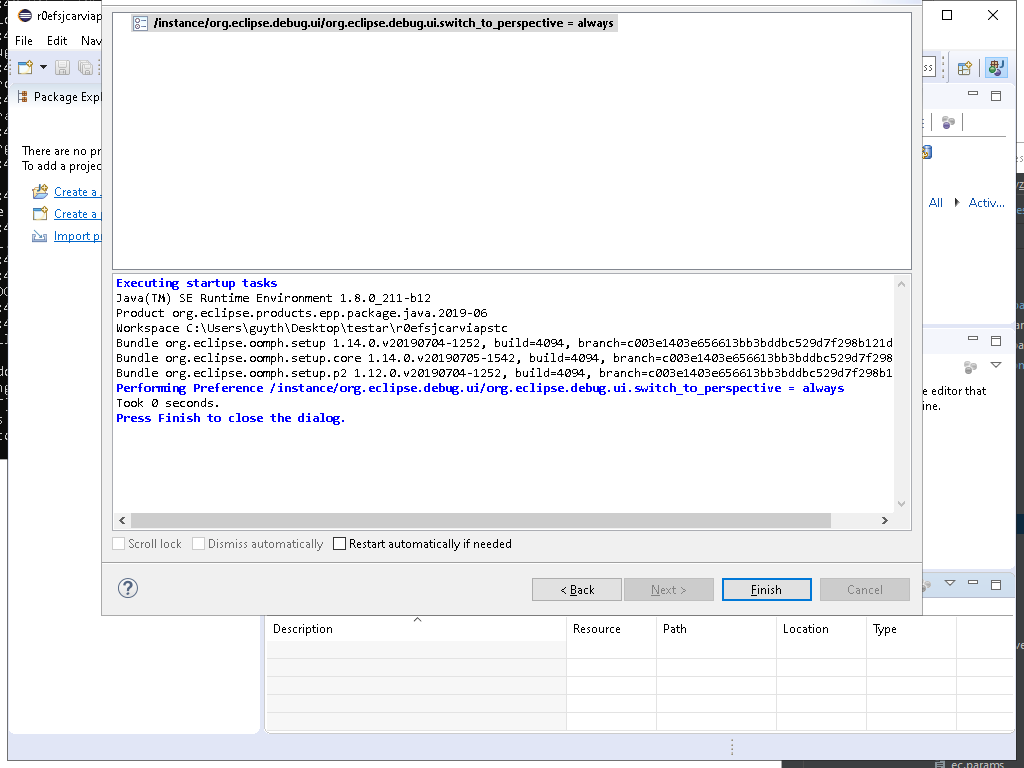 r0efsjcarviap
/instance/org.eclipse.debug.ui/org.eclipse.debug.ui.switch_to_perspective = always
File Edit Nav
ss
Package Expl
There are no pr
To add a projec
Create a
Create a
Import p
All Activ...
Executing startup tasks
Java(TM) SE Runtime Environment 1.8.0_211-b12
Product org.eclipse.products.epp.package.java.2019-06
Workspace C:\Users\guyth\Desktop\testar\r0efsjcarviapstc
Bundle org.eclipse.oomph.setup 1.14.0.v20190704-1252, build=4094, branch=c003e1403e656613bb3bddbc529d7f298b121d
Bundle org.eclipse.oomph.setup.core 1.14.0.v20190705-1542, build=4094, branch=c003e1403e656613bb3bddbc529d7f298
Bundle org.eclipse.oomph.setup.p2 1.12.0.v20190704-1252, build=4094, branch=c003e1403e656613bb3bddbc529d7f298b1
Performing Preference /instance/org.eclipse.debug.ui/org.eclipse.debug.ui.switch_to_perspective = always
Took 0 seconds.
Press Finish to close the dialog.
e editor that
ine.
Scroll lock Dismiss automatically Restart automatically if needed
? < Back Next > Finish Cancel
Description Resource Path Location Type
ec.params